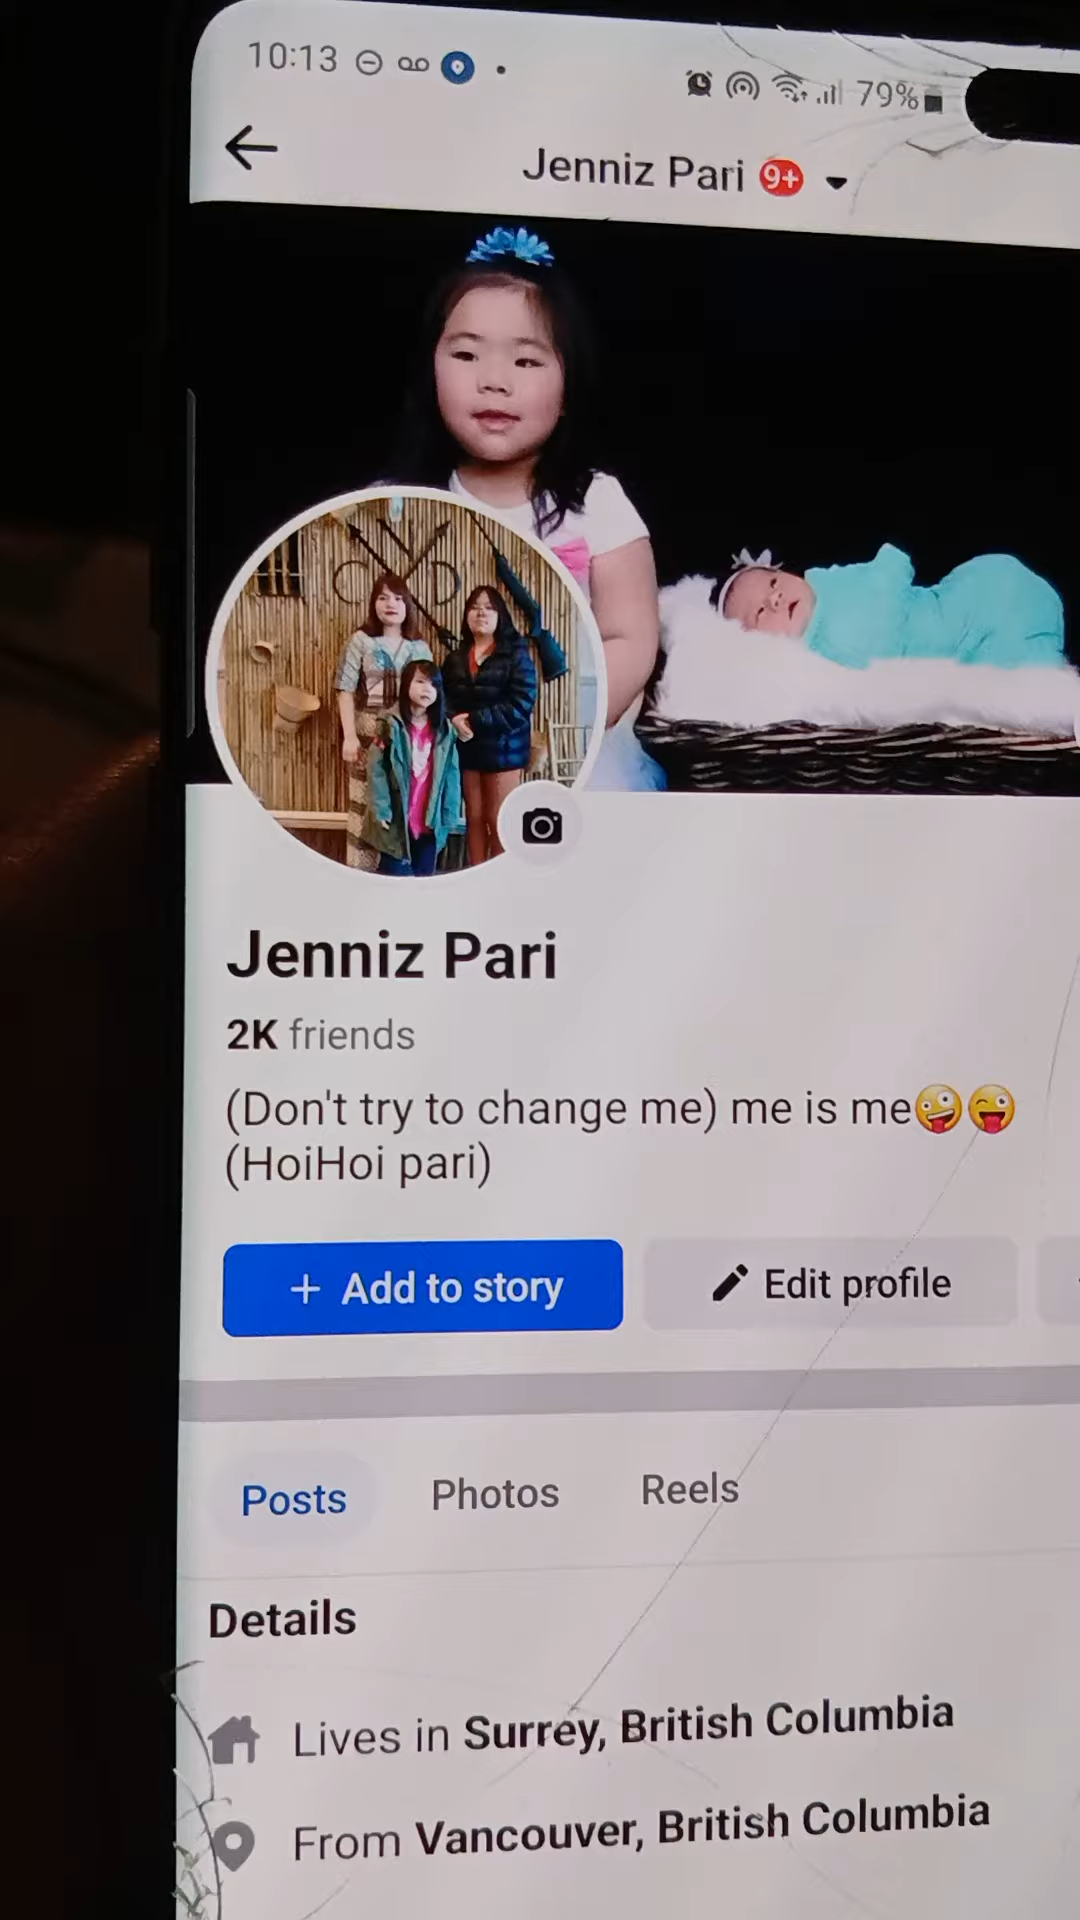 10:13 79%
Jenniz Pari 9+
Jenniz Pari
2K friends
(Don't try to change me) me is me🤪😜
(HoiHoi pari)
+ Add to story
Edit profile
Posts Photos Reels
Details
Lives in Surrey, British Columbia
From Vancouver, British Columbia